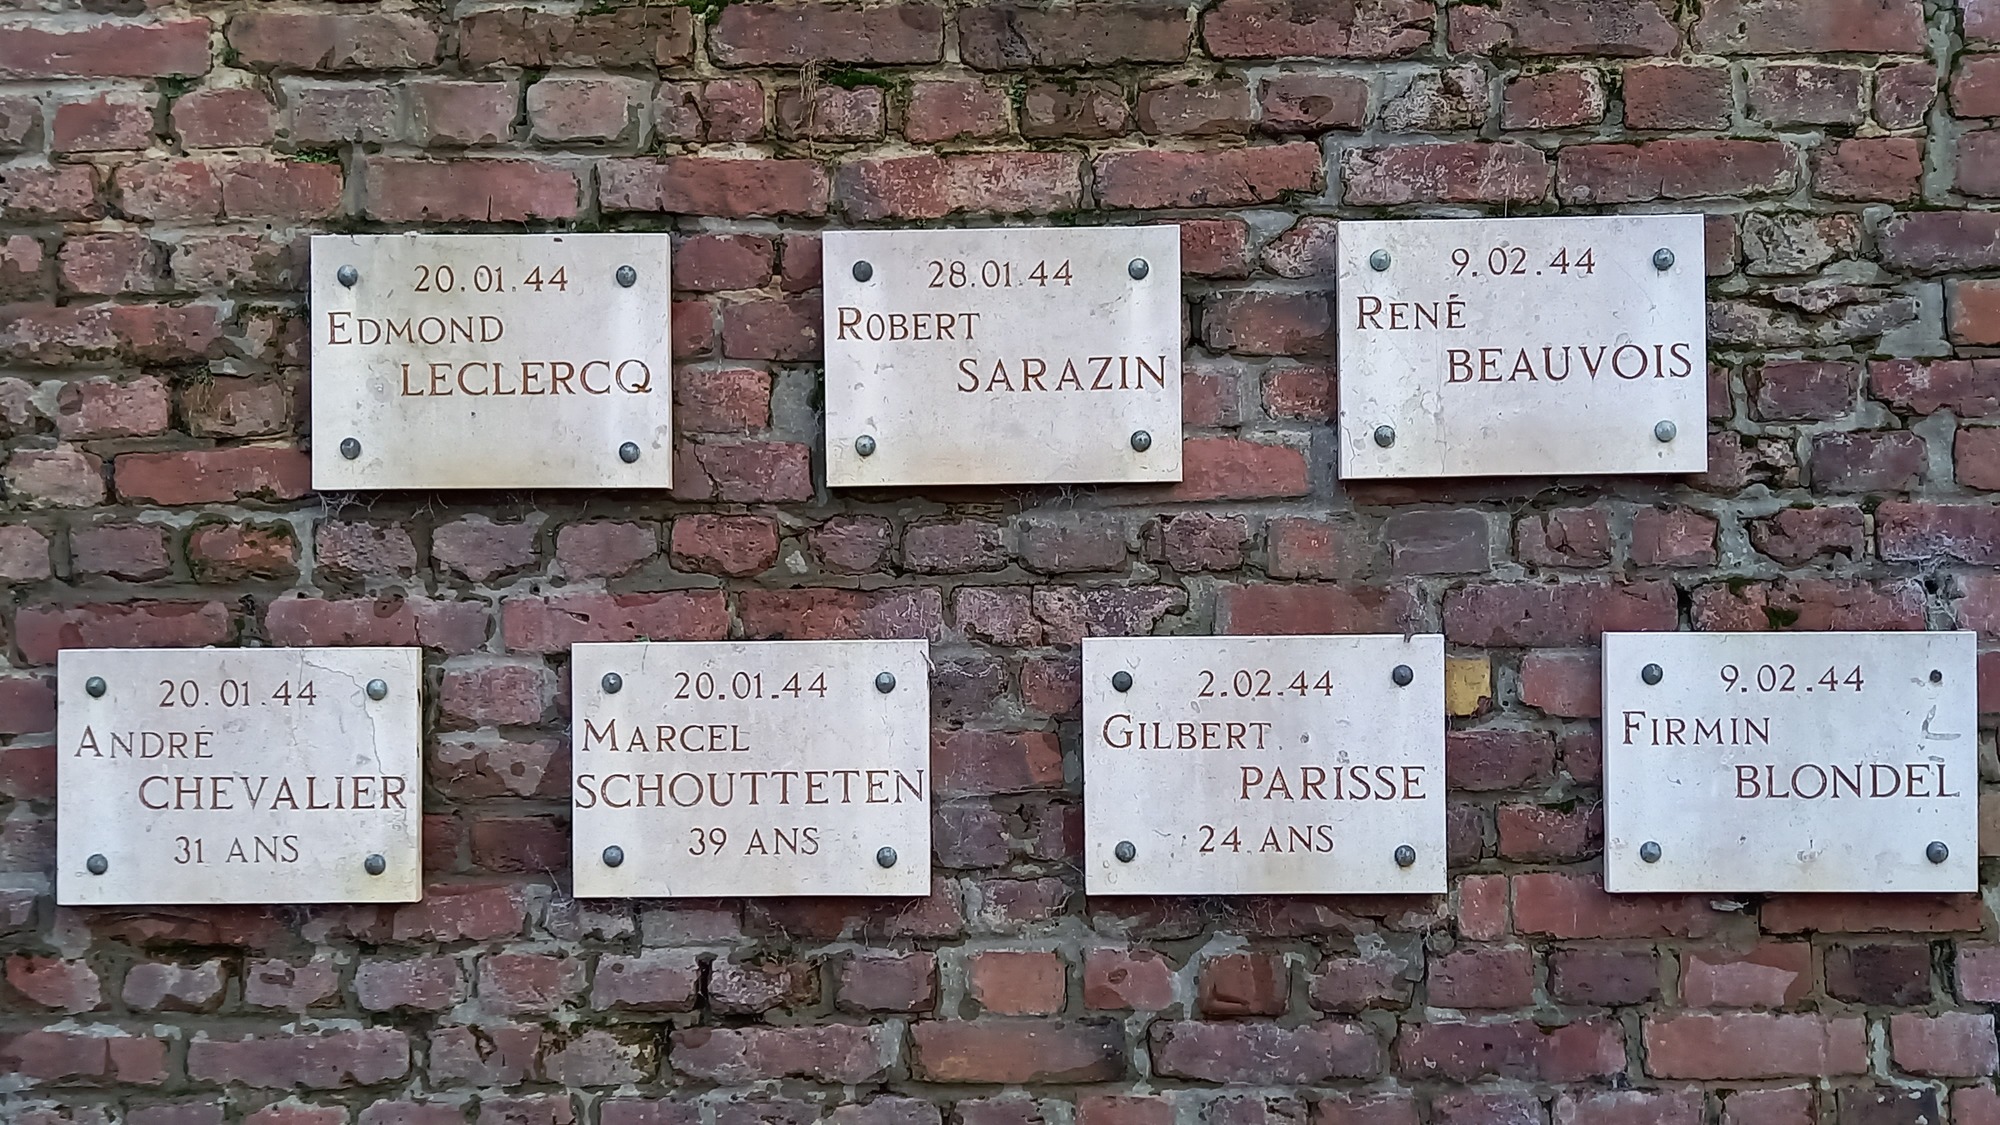 20.01.44
EDMOND
LECLERCQ
28.01.44
ROBERT
SARAZIN
9.02.44
RENÉ
BEAUVOIS
20.01.44
ANDRÉ
CHEVALIER
31 ANS
20.01.44
MARCEL
SCHOUTTETEN
39 ANS
2.02.44
GILBERT
PARISSE
24 ANS
9.02.44
FIRMIN
BLONDEL